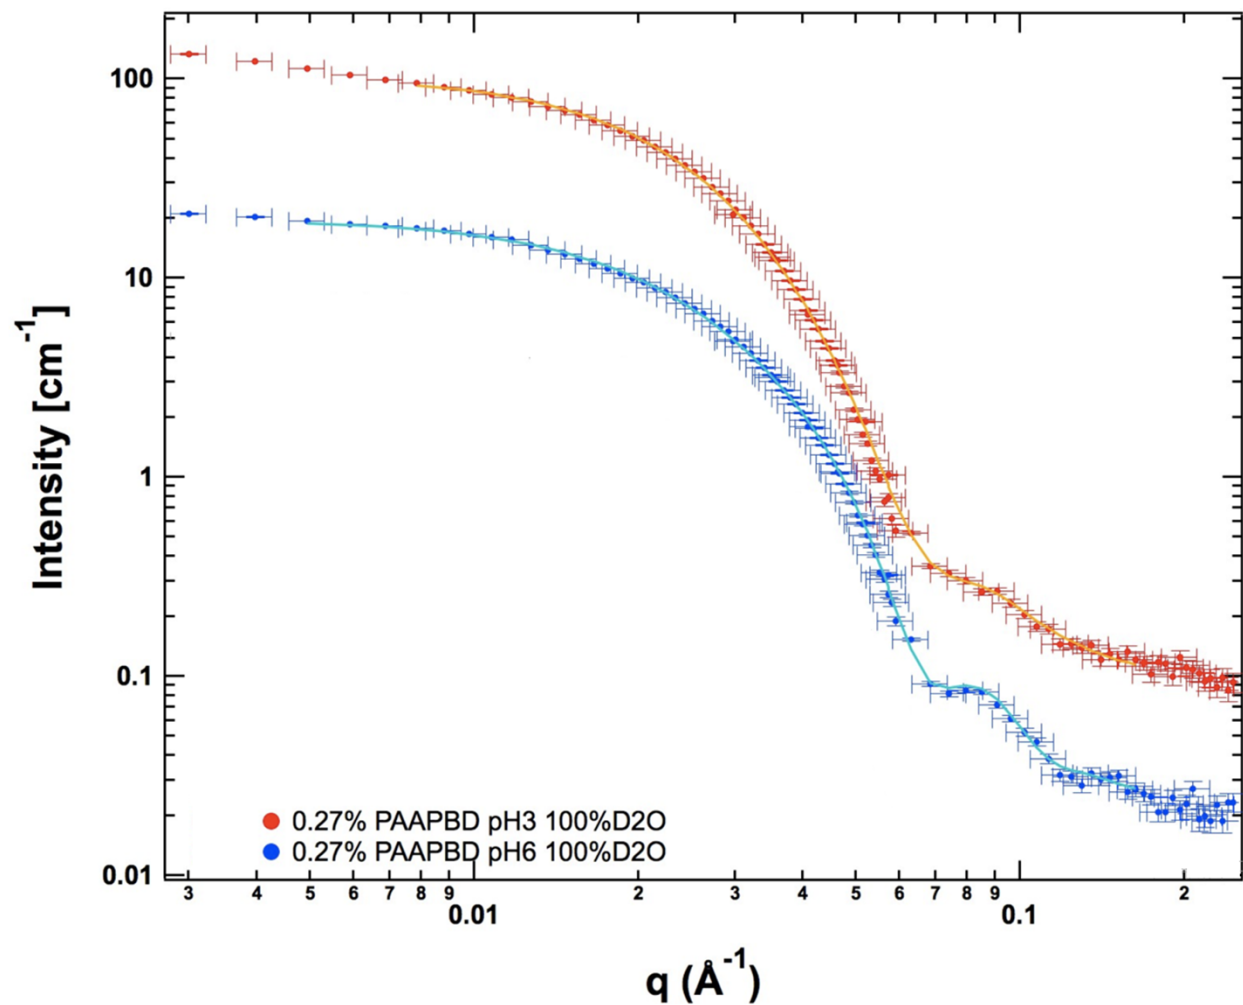 Intensity [cm-1]
100
10
1
0.1
0.01
0.27% PAAPBD pH3 100%D2O
0.27% PAAPBD pH6 100%D2O
3 4 5 6 7 8 9 2 3 4 5 6 7 8 9 2
0.01 0.1
q (Å-1)